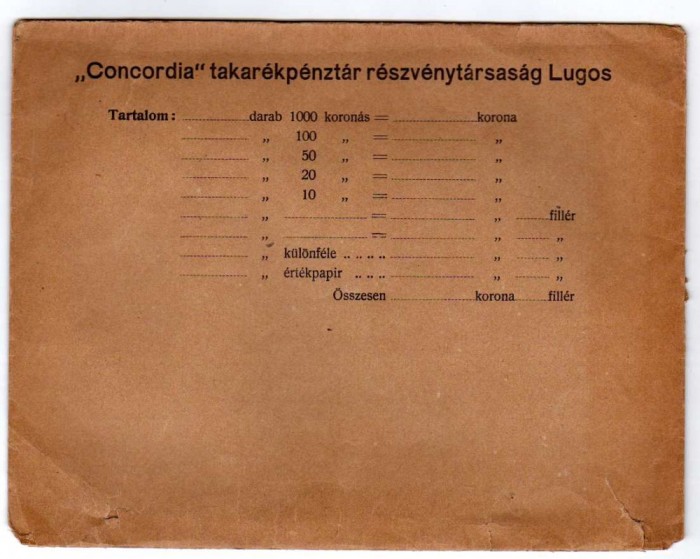 „Concordia“ takarékpénztár részvénytársaság Lugos
Tartalom: ........ darab 1000 koronás = ........ korona
........ „ 100 „ = ........ „
........ „ 50 „ = ........ „
........ „ 20 „ = ........ „
........ „ 10 „ = ........ „
........ „ ........ = ........ „ ........ fillér
........ „ ........ = ........ „ ........ „
........ „ különféle .. .. .. .. ........ „ ........ „
........ „ értékpapir .. .. .. ........ „ ........ „
Összesen ........ korona ........ fillér